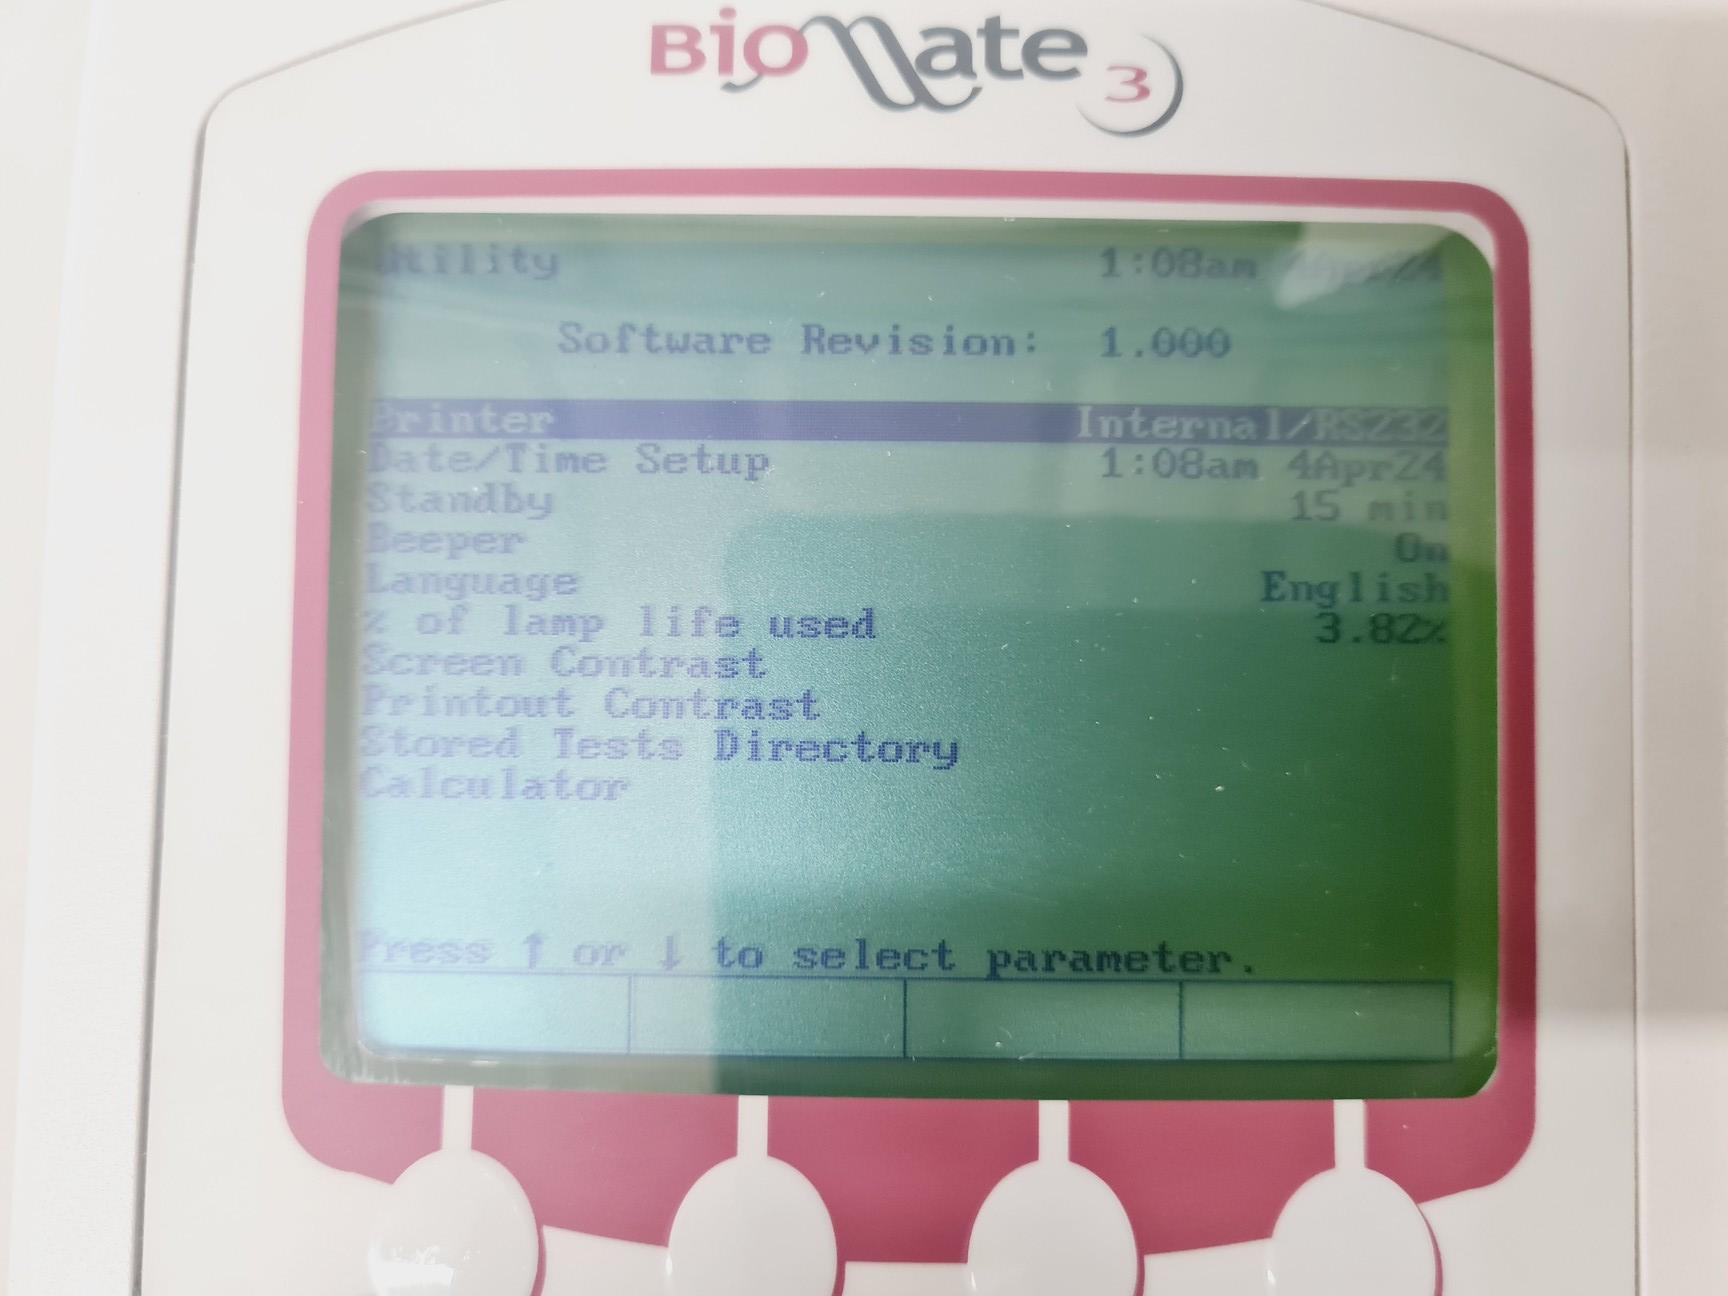 BioMate 3
Utility 1:08am 4Apr24
Software Revision: 1.000
Printer Internal/RS232
Date/Time Setup 1:08am 4Apr24
Standby 15 min
Beeper On
Language English
% of lamp life used 3.82%
Screen Contrast
Printout Contrast
Stored Tests Directory
Calculator
Press ↑ or ↓ to select parameter.